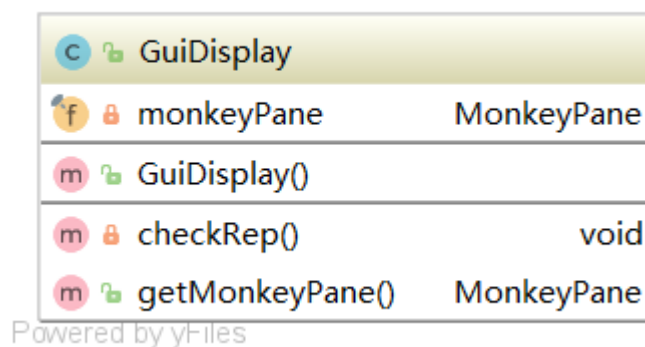 C GuiDisplay
f monkeyPane MonkeyPane
m GuiDisplay()
m checkRep() void
m getMonkeyPane() MonkeyPane
Powered by yFiles